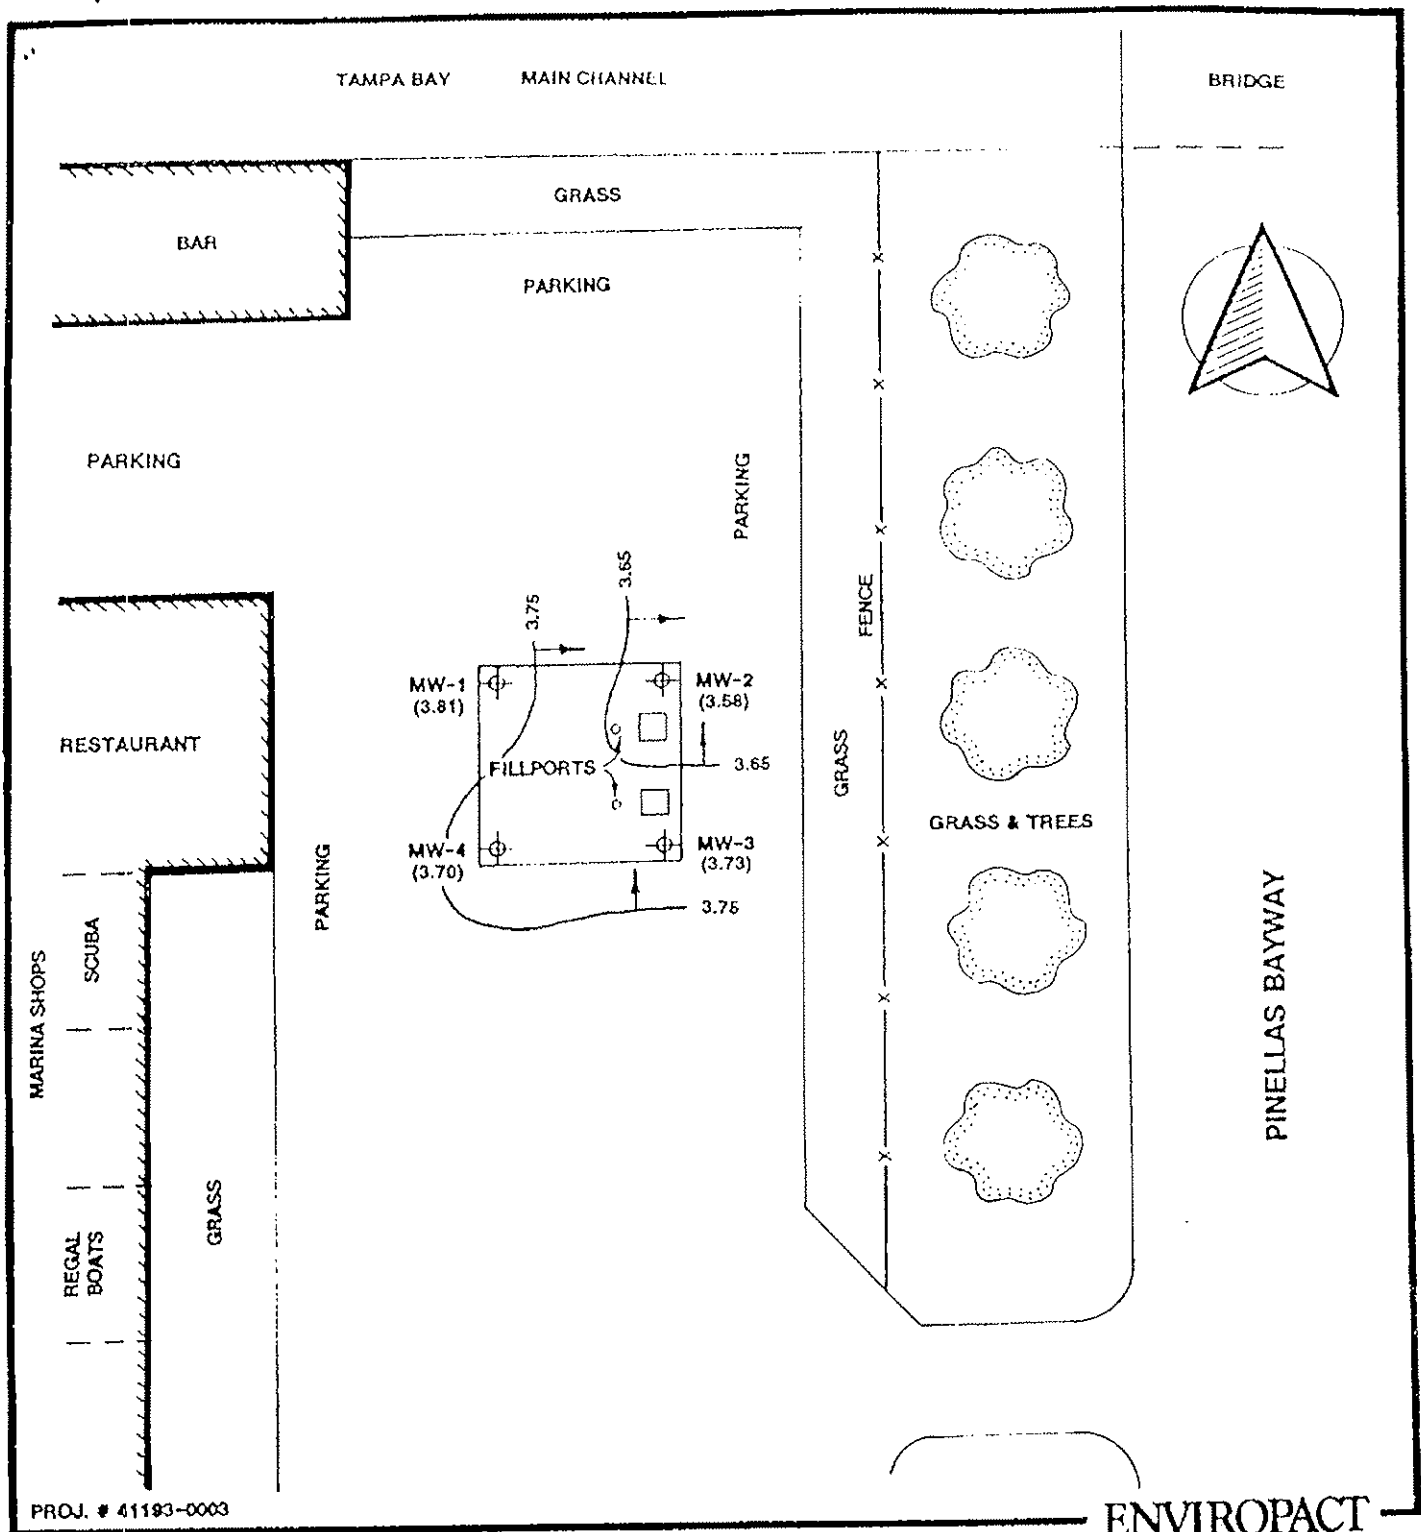 TAMPA BAY MAIN CHANNEL
BRIDGE
GRASS
BAR
PARKING
PARKING
PARKING
3.65
3.75
FENCE
MW-1
(3.81)
MW-2
(3.58)
RESTAURANT
GRASS
FILLPORTS
3.65
GRASS & TREES
MW-4
(3.70)
MW-3
(3.73)
PARKING
3.75
SCUBA
MARINA SHOPS
PINELLAS BAYWAY
GRASS
REGAL
BOATS
PROJ. # 41193-0003
ENVIROPACT